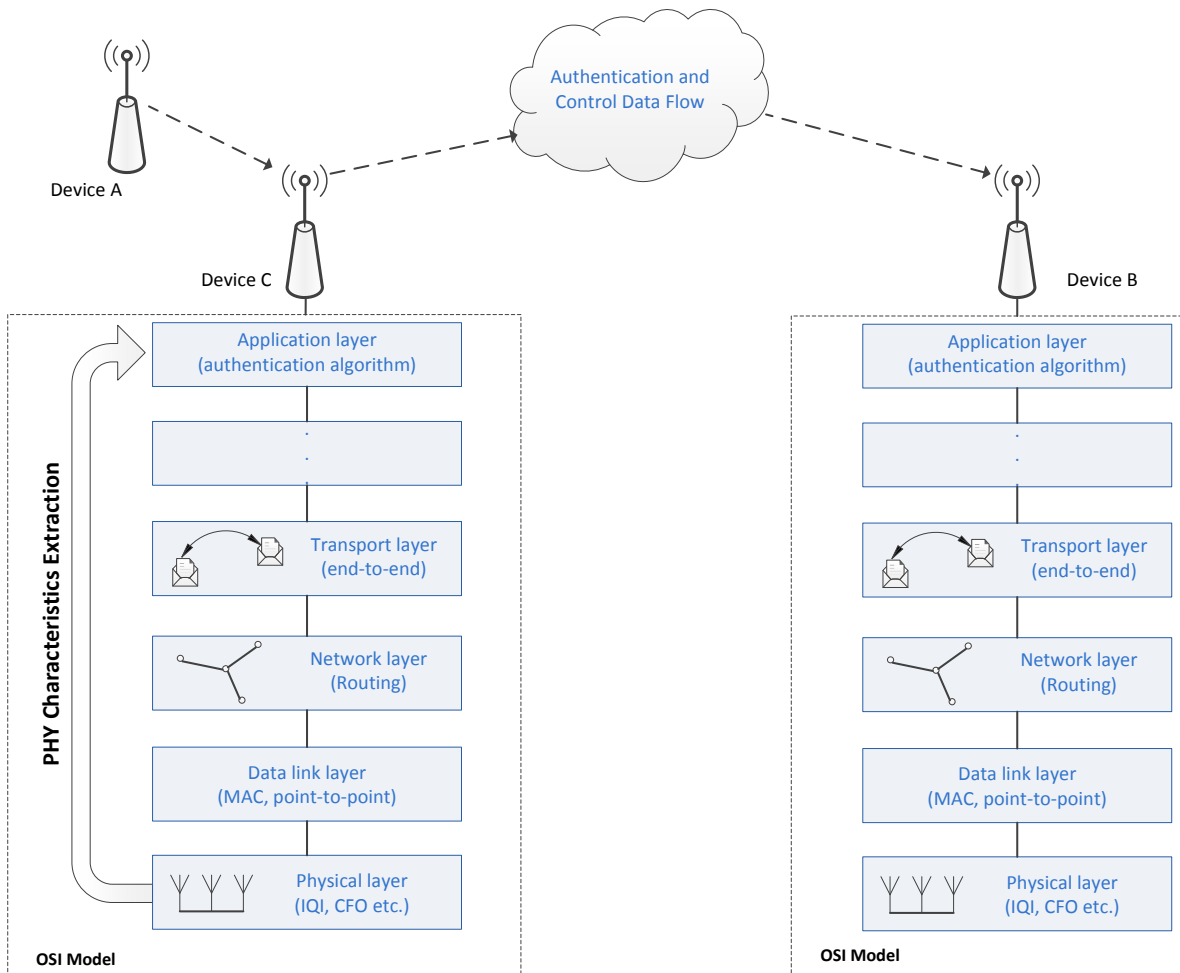 Authentication and
Control Data Flow
Device A
Device C
Device B
PHY Characteristics Extraction
Application layer
(authentication algorithm)
.
.
.
Transport layer
(end-to-end)
Network layer
(Routing)
Data link layer
(MAC, point-to-point)
Physical layer
(IQI, CFO etc.)
OSI Model
Application layer
(authentication algorithm)
.
.
.
Transport layer
(end-to-end)
Network layer
(Routing)
Data link layer
(MAC, point-to-point)
Physical layer
(IQI, CFO etc.)
OSI Model